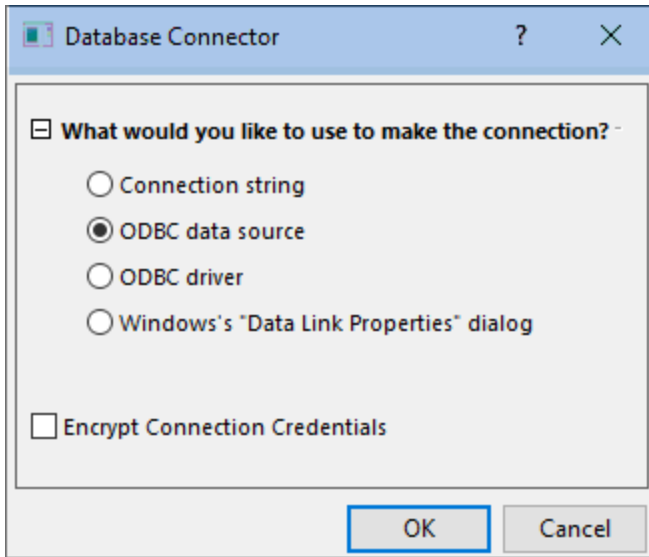 Database Connector ?
What would you like to use to make the connection?
Connection string
ODBC data source
ODBC driver
Windows's "Data Link Properties" dialog
Encrypt Connection Credentials
OK Cancel